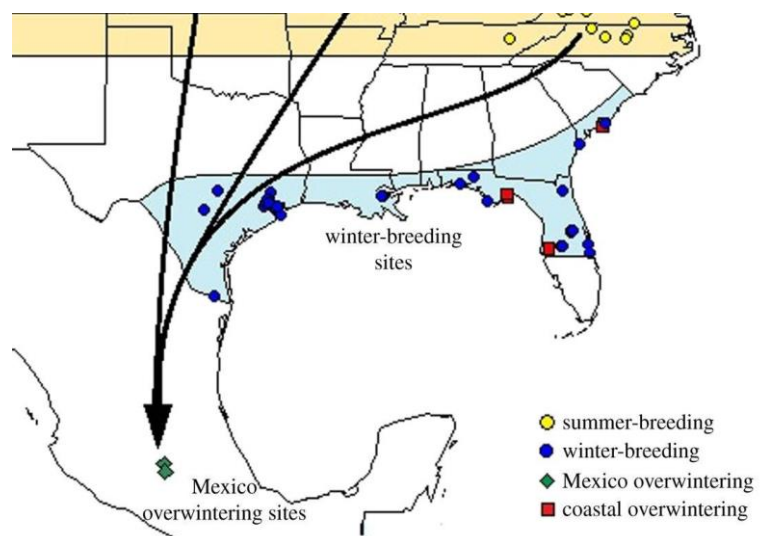 winter-breeding
sites
summer-breeding
winter-breeding
Mexico overwintering
coastal overwintering
Mexico
overwintering sites